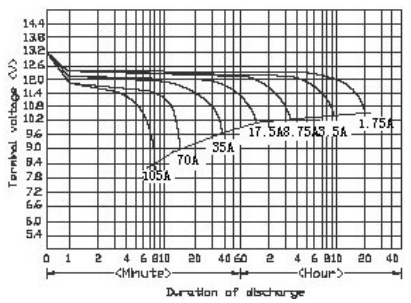 14.4
13.8
13.2
12.6
12.0
11.4
10.8
10.2
9.6
9.0
8.4
7.8
7.2
6.6
6.0
5.4
Terminal voltage (V)
105A
70A
35A
17.5A
8.75A
3.5A
1.75A
0 1 2 4 6 8 10 20 40 60 2 4 6 8 10 20 40
<Minute> <Hour>
Duration of discharge